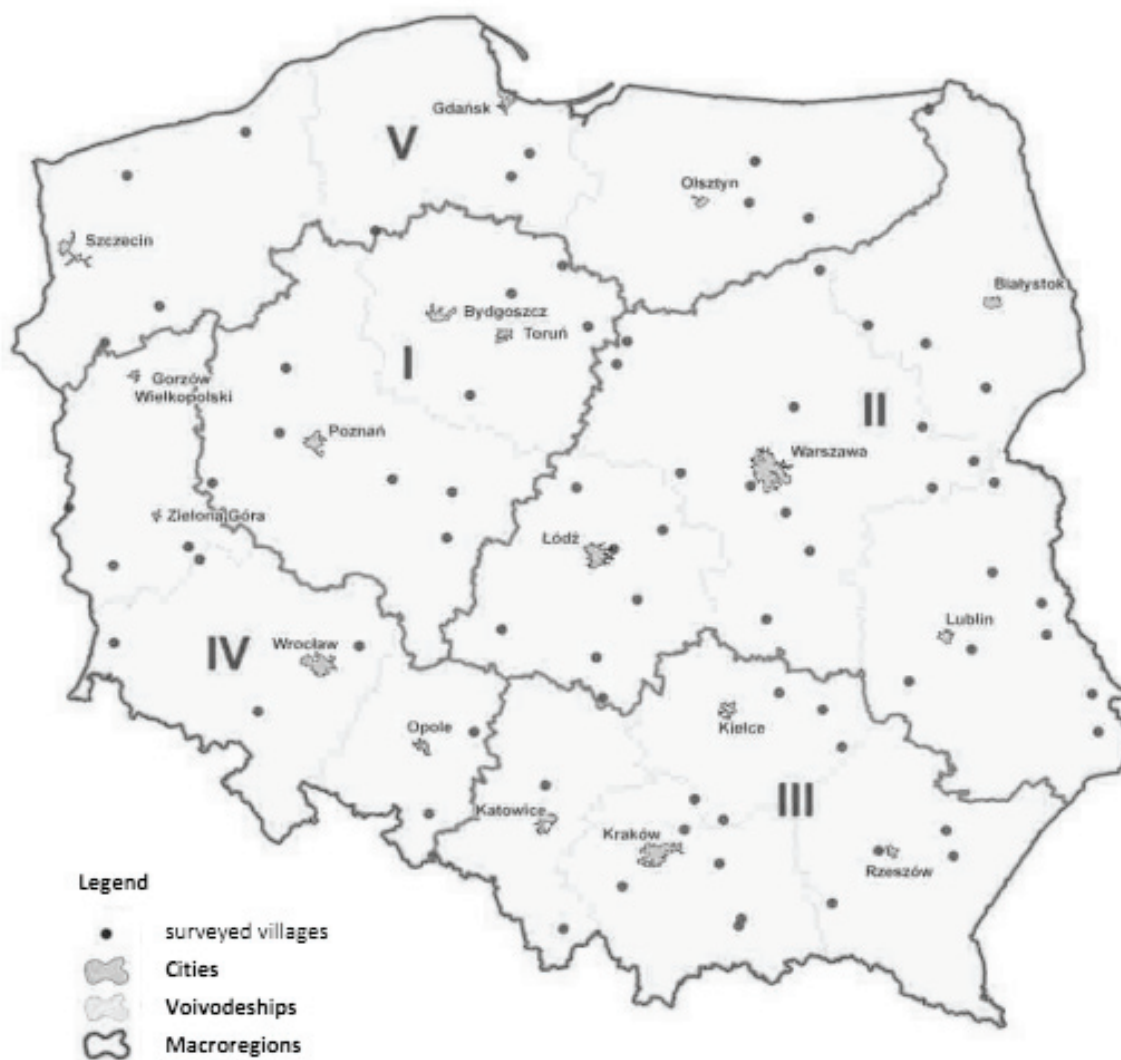 Gdańsk
V
Olsztyn
Szczecin
Białystok
Bydgoszcz
Toruń
I
Gorzów
Wielkopolski
II
Poznań
Warszawa
Zielona Góra
Łódź
Lublin
IV
Wrocław
Opole
Kielce
III
Katowice
Kraków
Rzeszów
Legend
surveyed villages
Cities
Voivodeships
Macroregions